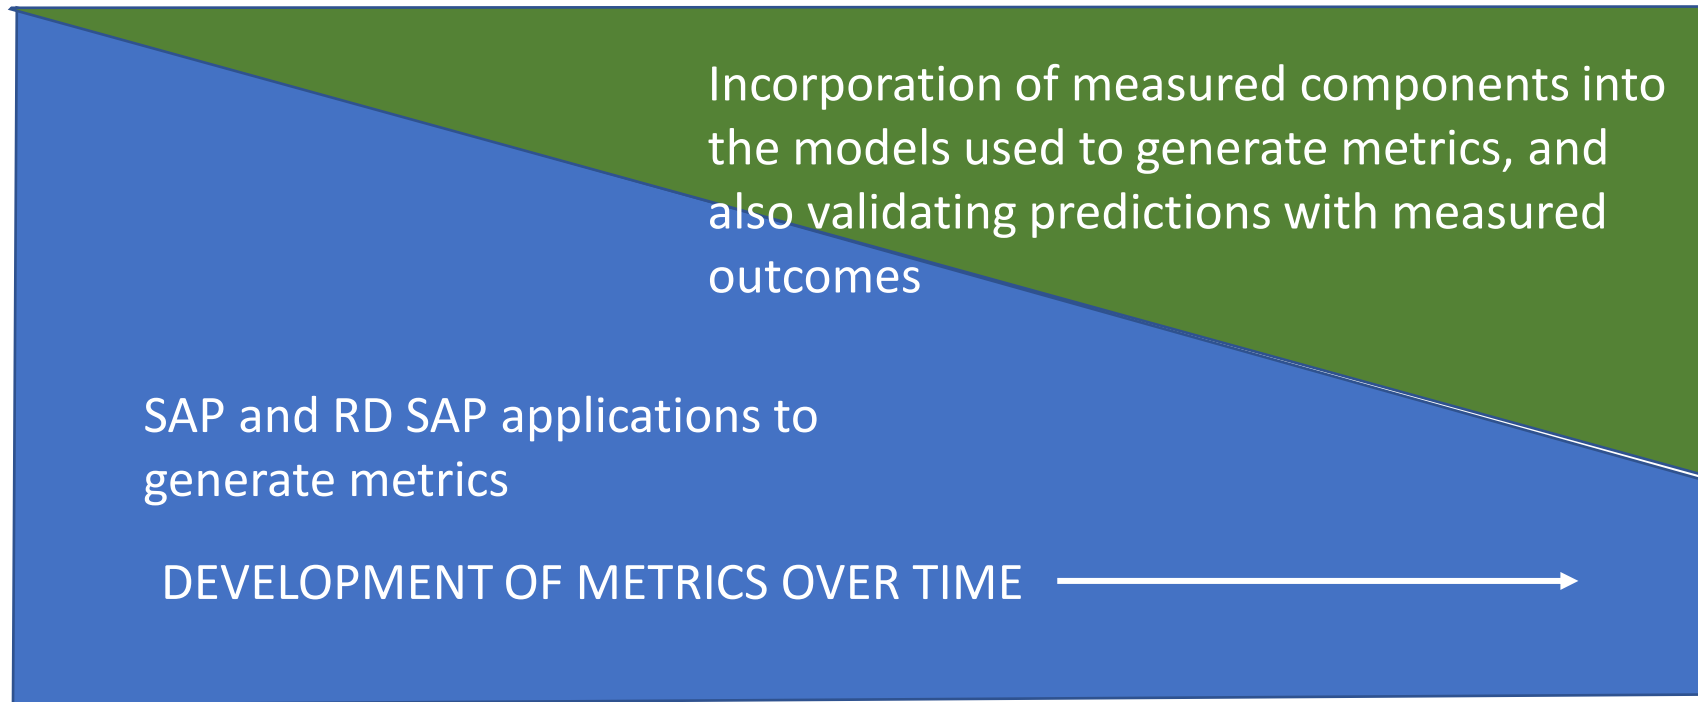 Incorporation of measured components into
the models used to generate metrics, and
also validating predictions with measured
outcomes
SAP and RD SAP applications to
generate metrics
DEVELOPMENT OF METRICS OVER TIME